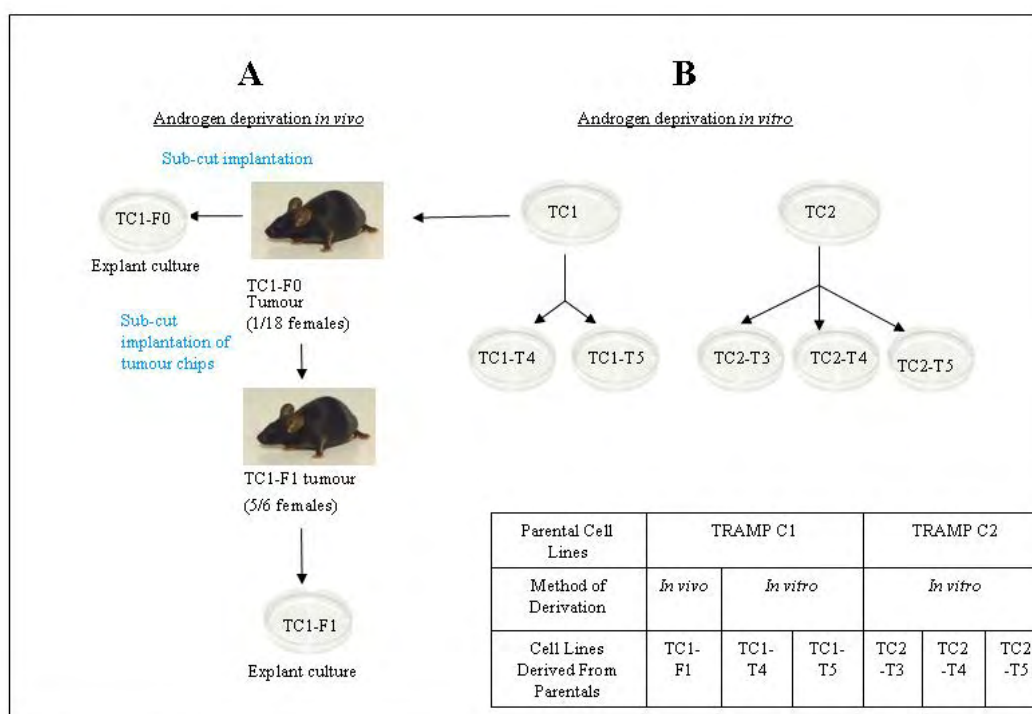 A
B
Androgen deprivation in vivo
Androgen deprivation in vitro
Sub-cut implantation
TC1-F0
Explant culture
TC1
TC2
TC1-F0
Tumour
(1/18 females)
Sub-cut
implantation of
tumour chips
TC1-T4
TC1-T5
TC2-T3
TC2-T4
TC2-T5
TC1-F1 tumour
(5/6 females)
TC1-F1
Explant culture
Parental Cell
Lines
TRAMP C1
TRAMP C2
Method of
Derivation
In vivo
In vitro
In vitro
Cell Lines
Derived From
Parentals
TC1-
F1
TC1-
T4
TC1-
T5
TC2
-T3
TC2
-T4
TC2
-T5